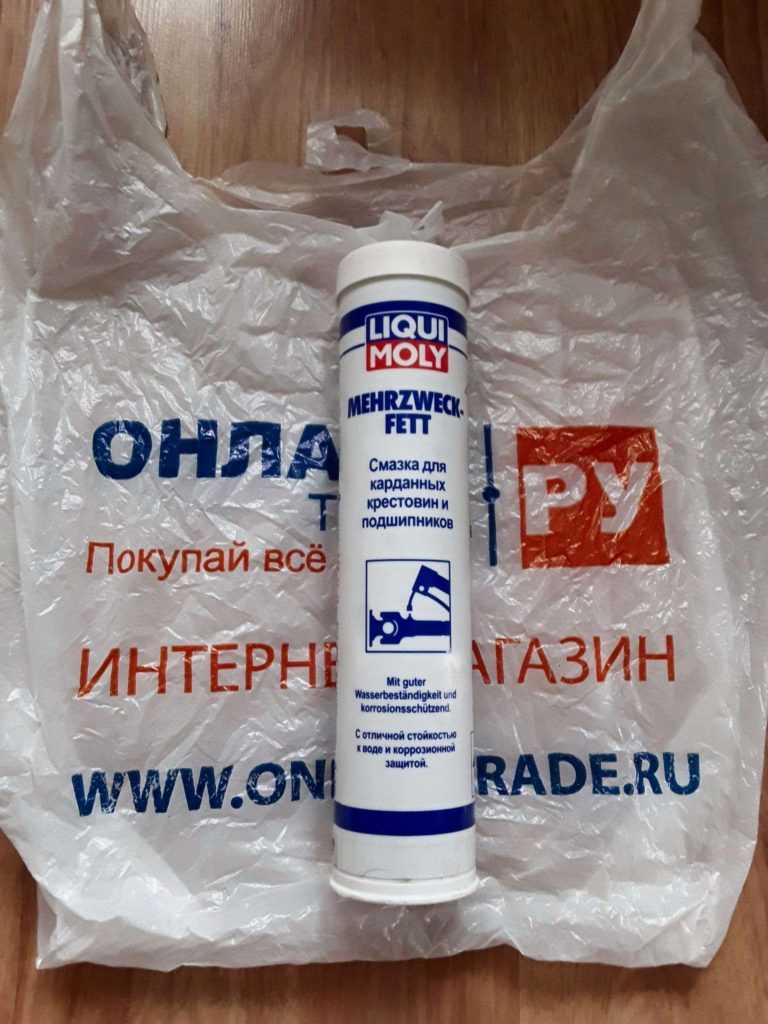 LIQUI
MOLY
MEHRZWECK-
FETT
Смазка для
карданных
крестовин и
подшипников
Mit guter
Wasserbeständigkeit und
korrosionsschützend.
С отличной стойкостью
к воде и коррозионной
защитой.
ОНЛА РУ
Т
Покупай всё
ИНТЕРНЕ АГАЗИН
WWW.ON RADE.RU